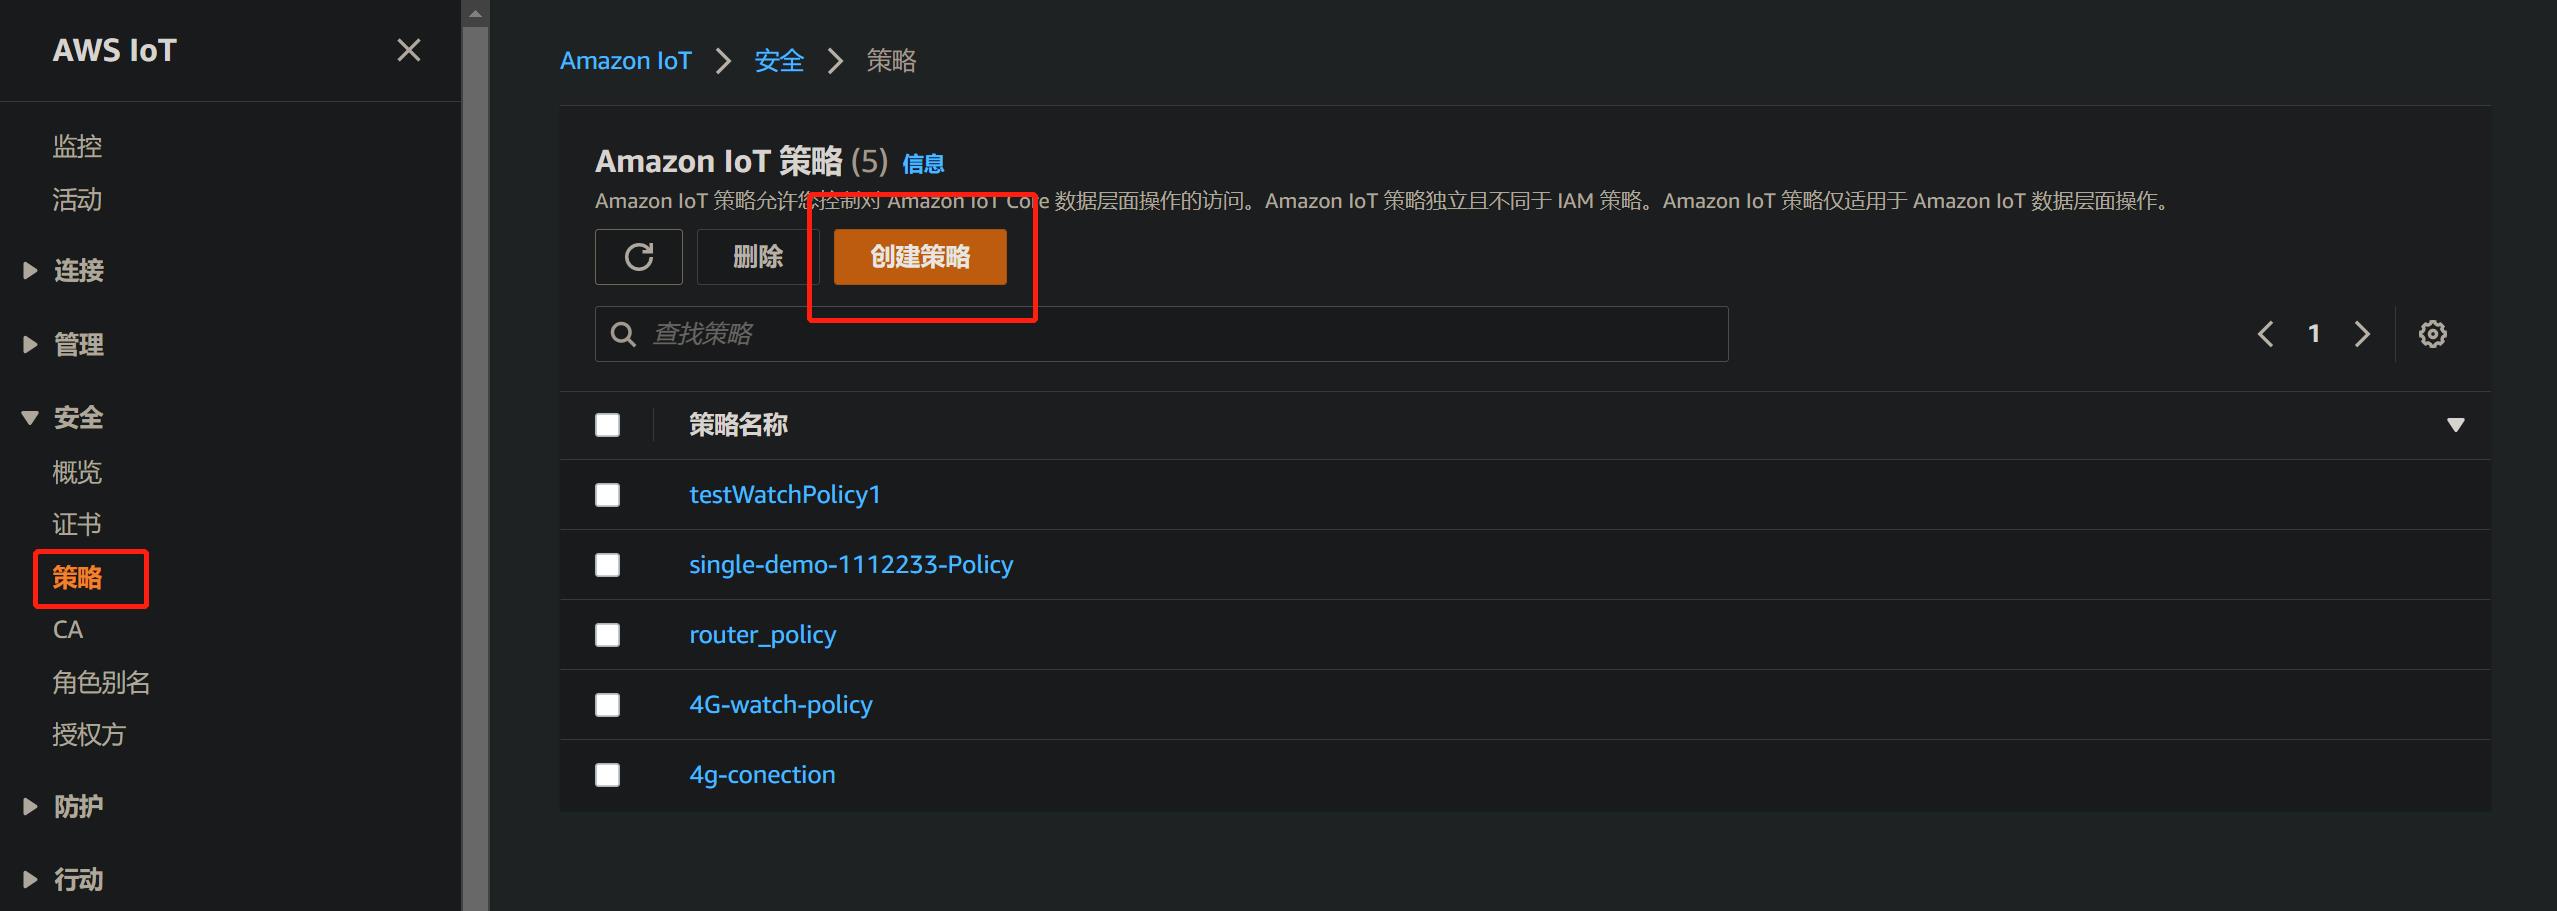 AWS IoT
监控
活动
连接
管理
安全
概览
证书
策略
CA
角色别名
授权方
防护
行动
Amazon IoT
安全
策略
Amazon IoT 策略 (5) 信息
Amazon IoT 策略允许您控制对 Amazon IoT Core 数据层面操作的访问。Amazon IoT 策略独立且不同于 IAM 策略。Amazon IoT 策略仅适用于 Amazon IoT 数据层面操作。
删除
创建策略
查找策略
1
策略名称
testWatchPolicy1
single-demo-1112233-Policy
router_policy
4G-watch-policy
4g-conection